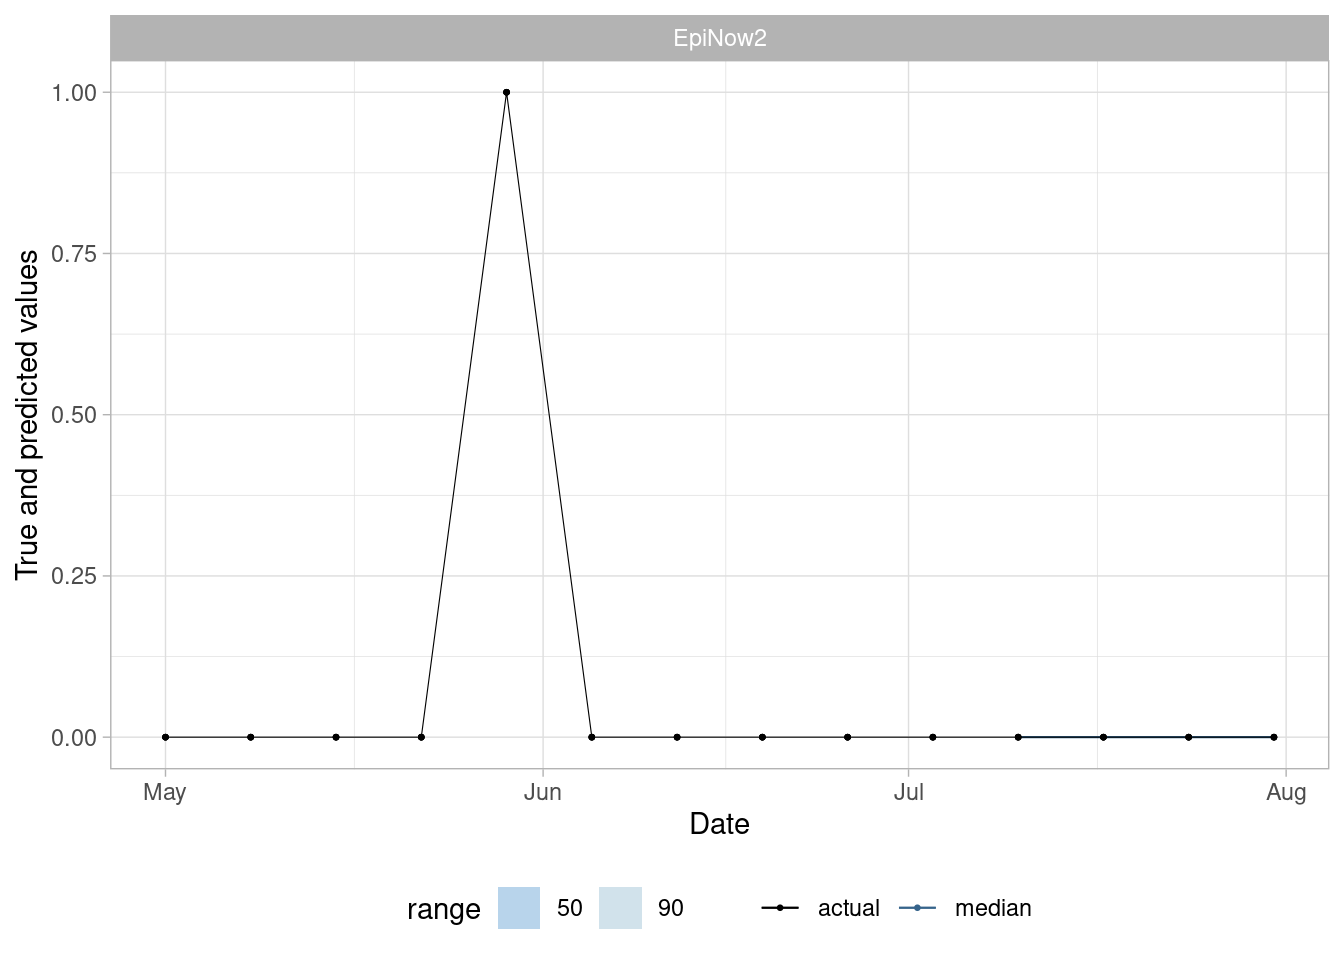 EpiNow2
1.00
0.75
0.50
0.25
0.00
True and predicted values
May Jun Jul Aug
Date
range 50 90 actual median